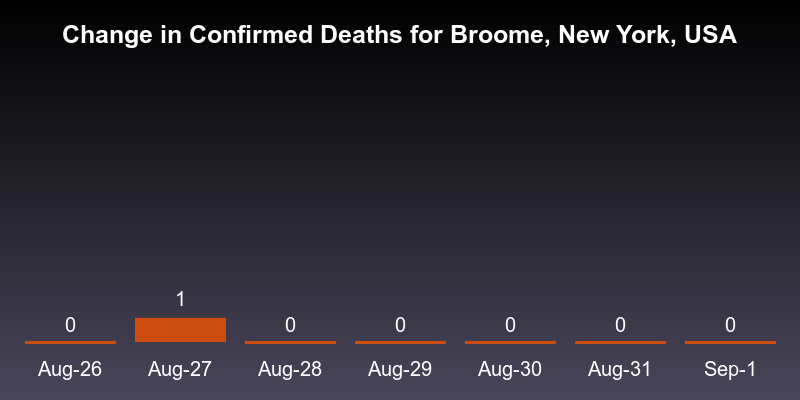 Change in Confirmed Deaths for Broome, New York, USA
0 1 0 0 0 0 0
Aug-26 Aug-27 Aug-28 Aug-29 Aug-30 Aug-31 Sep-1